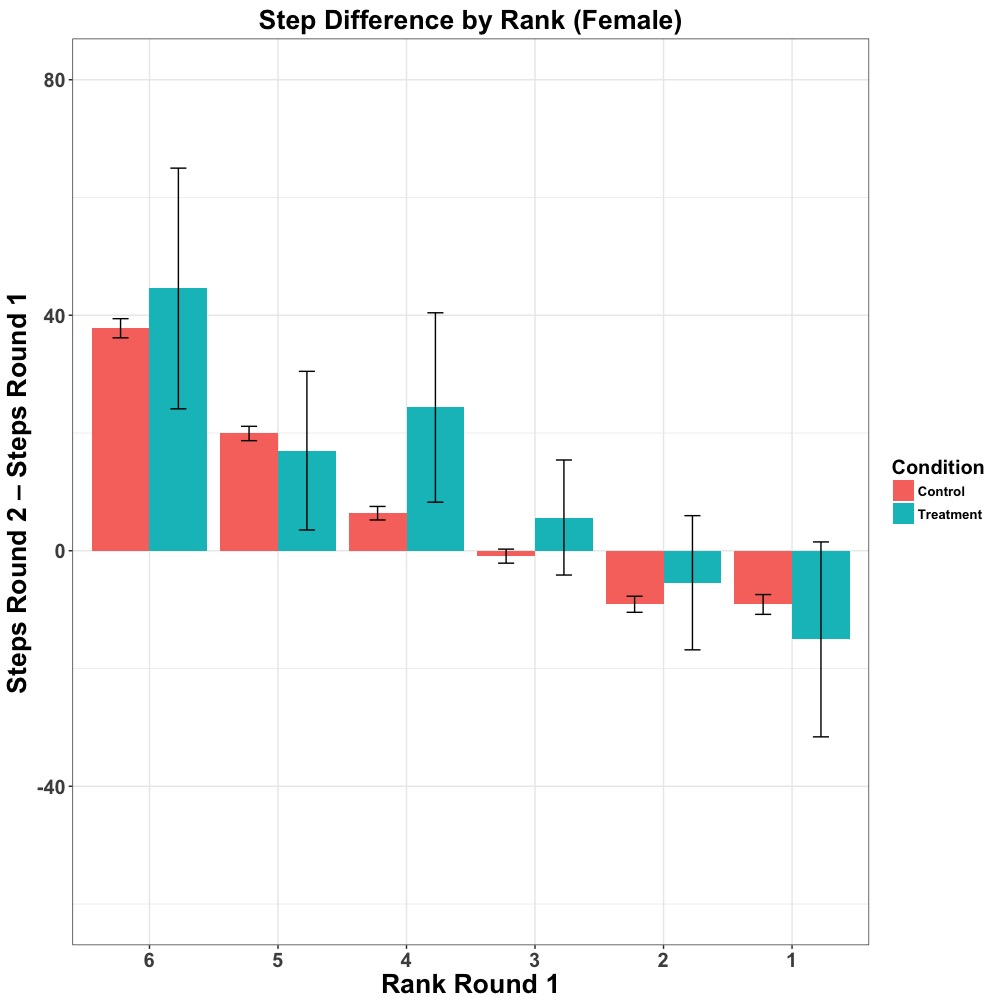 Step Difference by Rank (Female)
Steps Round 2 – Steps Round 1
80
40
0
-40
6 5 4 3 2 1
Rank Round 1
Condition
Control
Treatment